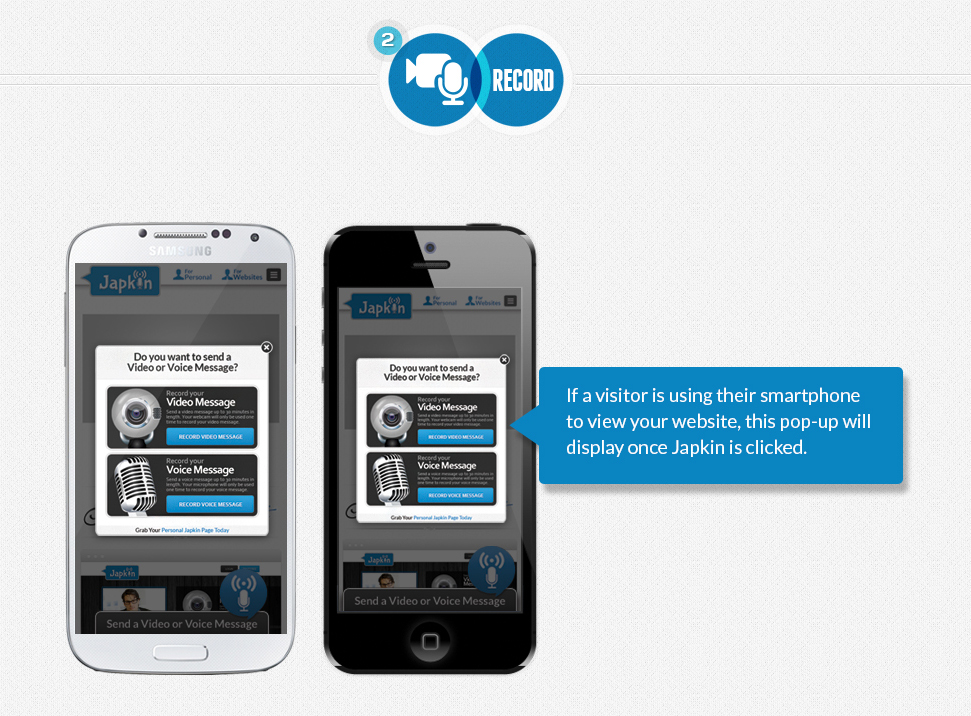 2
RECORD
SAMSUNG
Japkin
For
Personal
For
Websites
Do you want to send a
Video or Voice Message?
Record your
Video Message
Send a video message up to 30 minutes in
length. Your webcam will only be used one
time to record your video message.
RECORD VIDEO MESSAGE
Record your
Voice Message
Send a voice message up to 30 minutes in
length. Your microphone will only be used
one time to record your voice message.
RECORD VOICE MESSAGE
Grab Your Personal Japkin Page Today
Japkin
Send a Video or Voice Message
Japkin
For
Personal
For
Websites
Do you want to send a
Video or Voice Message?
Record your
Video Message
Send a video message up to 30 minutes in
length. Your webcam will only be used one
time to record your video message.
RECORD VIDEO MESSAGE
Record your
Voice Message
Send a voice message up to 30 minutes in
length. Your microphone will only be used
one time to record your voice message.
RECORD VOICE MESSAGE
Grab Your Personal Japkin Page Today
Japkin
Send a Video or Voice Message
If a visitor is using their smartphone
to view your website, this pop-up will
display once Japkin is clicked.